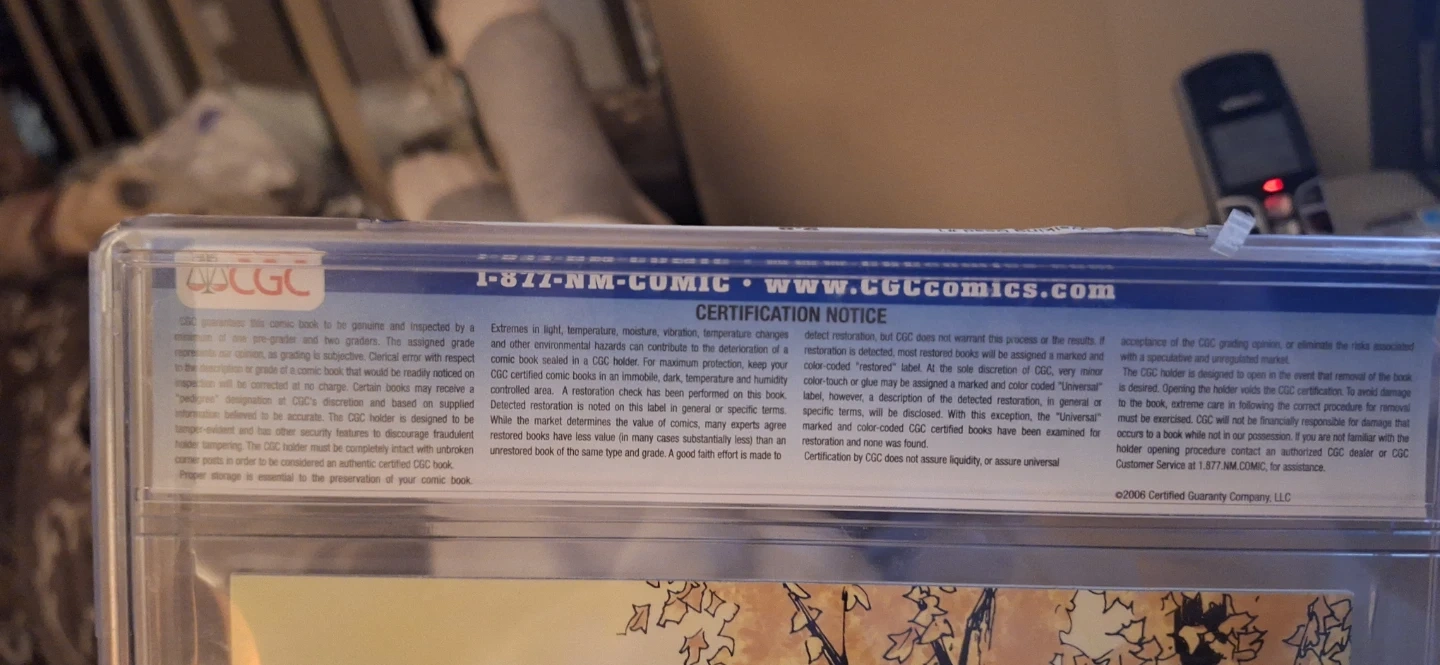 CGC
1-877-NM-COMIC • www.CGCcomics.com
CERTIFICATION NOTICE
CGC guarantees this comic book to be genuine and inspected by a
minimum of one pre-grader and two graders. The assigned grade
represents our opinion, as grading is subjective. Clerical error with respect
to the description or grade of a comic book that would be readily noticed on
inspection will be corrected at no charge. Certain books may receive a
"pedigree" designation at CGC's discretion and based on supplied
information believed to be accurate. The CGC holder is designed to be
tamper-evident and has other security features to discourage fraudulent
holder tampering. The CGC holder must be completely intact with unbroken
corner posts in order to be considered an authentic certified CGC book.
Proper storage is essential to the preservation of your comic book.
Extremes in light, temperature, moisture, vibration, temperature changes
and other environmental hazards can contribute to the deterioration of a
comic book sealed in a CGC holder. For maximum protection, keep your
CGC certified comic books in an immobile, dark, temperature and humidity
controlled area. A restoration check has been performed on this book.
Detected restoration is noted on this label in general or specific terms.
While the market determines the value of comics, many experts agree
restored books have less value (in many cases substantially less) than an
unrestored book of the same type and grade. A good faith effort is made to
detect restoration, but CGC does not warrant this process or the results. If
restoration is detected, most restored books will be assigned a marked and
color-coded "restored" label. At the sole discretion of CGC, very minor
color-touch or glue may be assigned a marked and color coded "Universal"
label, however, a description of the detected restoration, in general or
specific terms, will be disclosed. With this exception, the "Universal"
marked and color-coded CGC certified books have been examined for
restoration and none was found.
Certification by CGC does not assure liquidity, or assure universal
acceptance of the CGC grading opinion, or eliminate the risks associated
with a speculative and unregulated market.
The CGC holder is designed to open in the event that removal of the book
is desired. Opening the holder voids the CGC certification. To avoid damage
to the book, extreme care in following the correct procedure for removal
must be exercised. CGC will not be financially responsible for damage that
occurs to a book while not in our possession. If you are not familiar with the
holder opening procedure contact an authorized CGC dealer or CGC
Customer Service at 1.877.NM.COMIC, for assistance.
©2006 Certified Guaranty Company, LLC